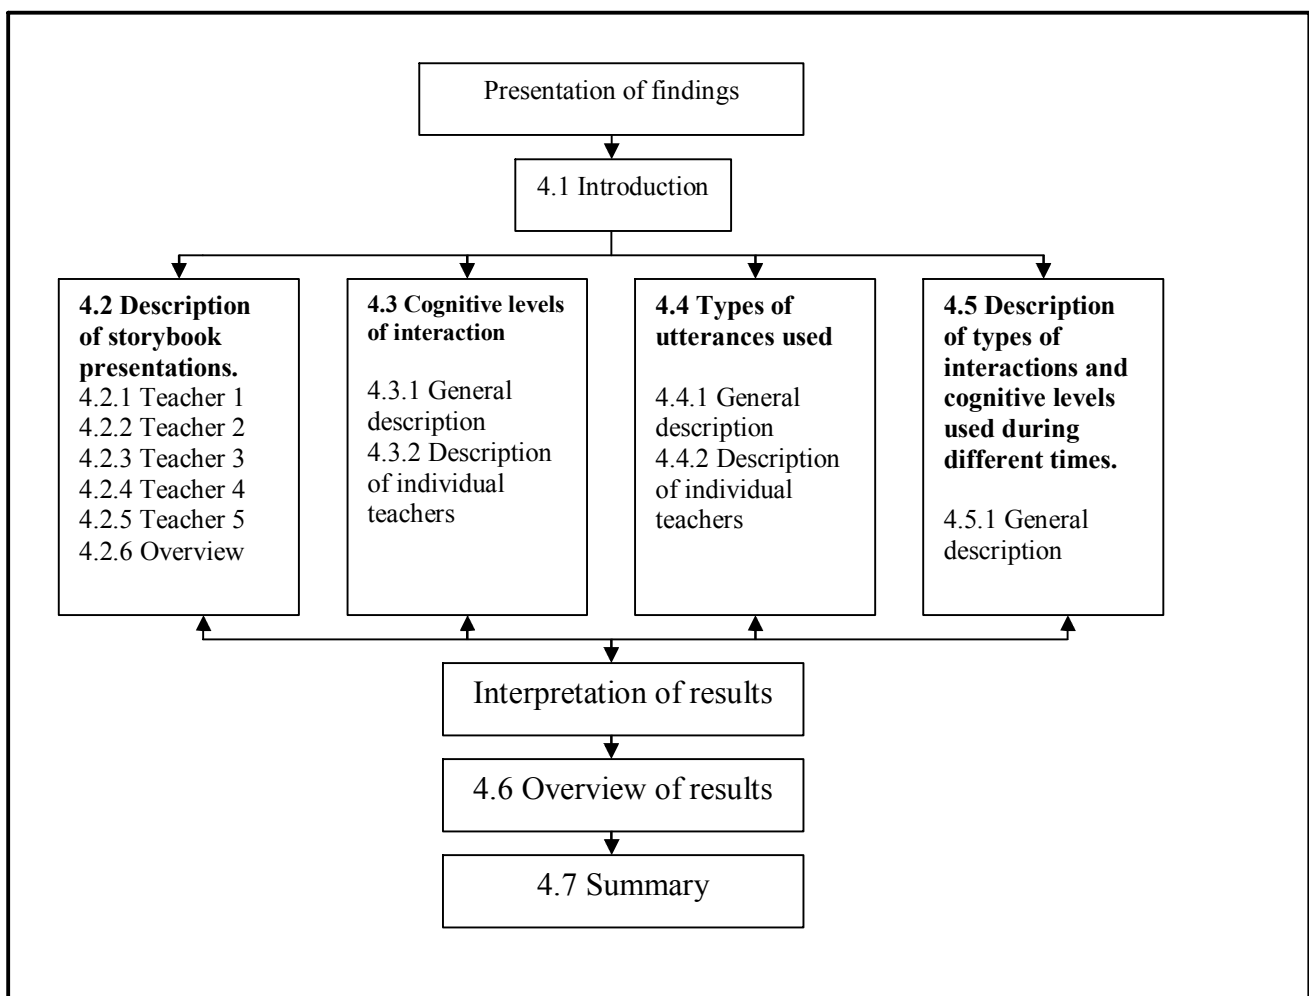 Presentation of findings
4.1 Introduction
4.2 Description
of storybook
presentations.
4.2.1 Teacher 1
4.2.2 Teacher 2
4.2.3 Teacher 3
4.2.4 Teacher 4
4.2.5 Teacher 5
4.2.6 Overview
4.3 Cognitive levels
of interaction
4.3.1 General
description
4.3.2 Description
of individual
teachers
4.4 Types of
utterances used
4.4.1 General
description
4.4.2 Description
of individual
teachers
4.5 Description
of types of
interactions and
cognitive levels
used during
different times.
4.5.1 General
description
Interpretation of results
4.6 Overview of results
4.7 Summary